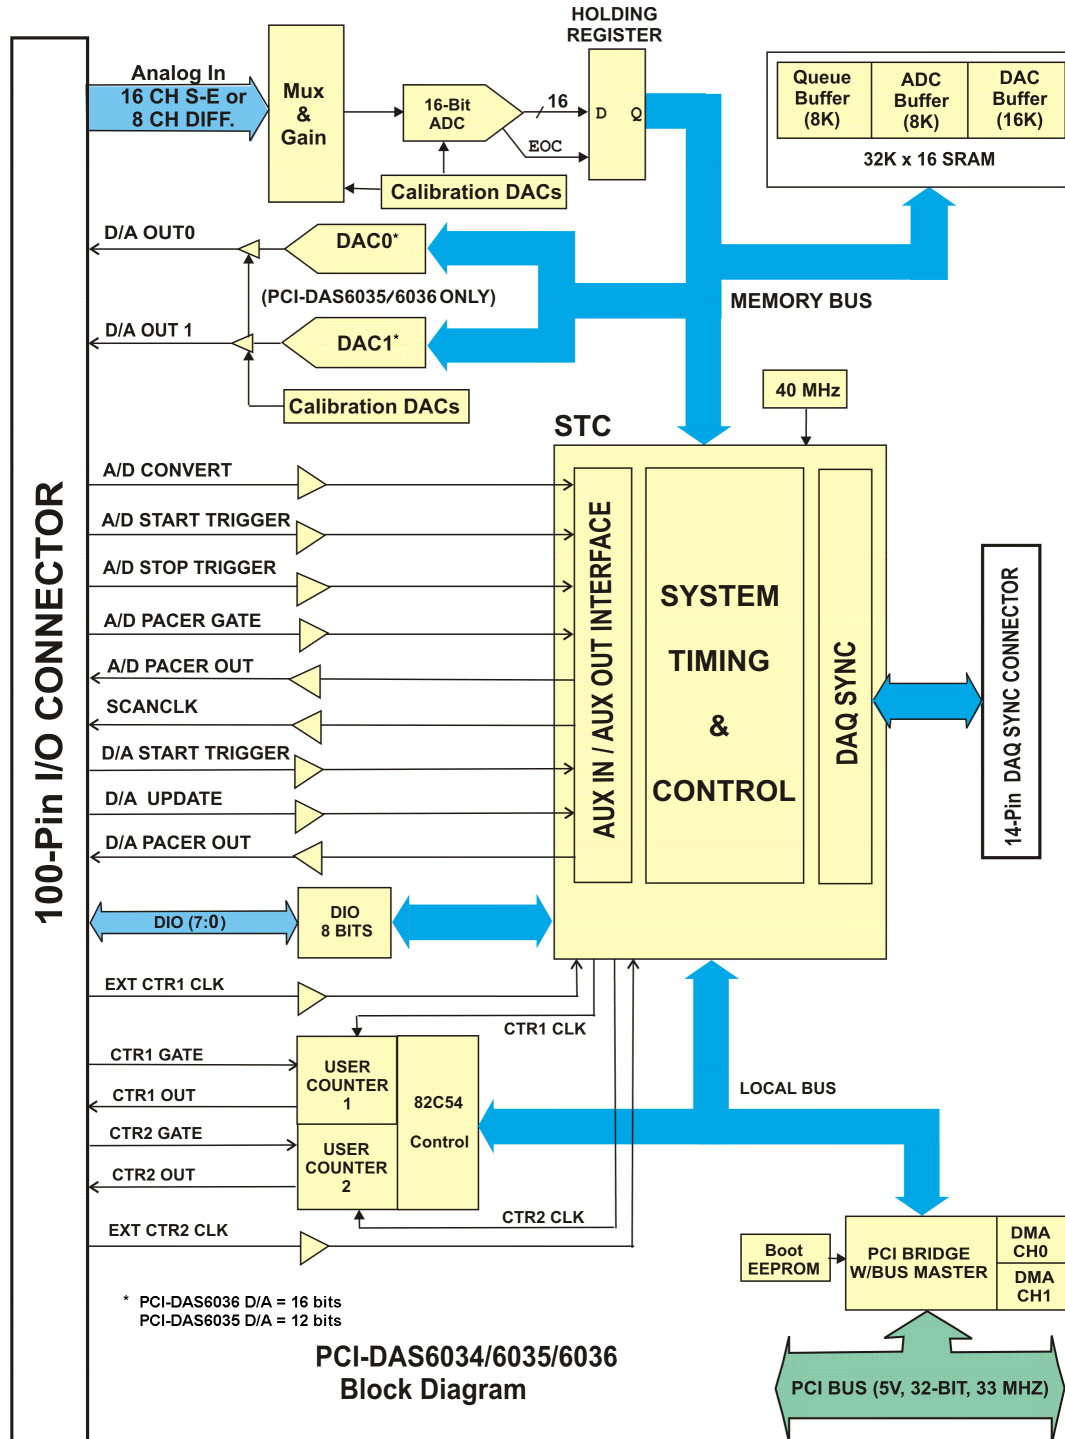 HOLDING
REGISTER
Analog In
16 CH S-E or
8 CH DIFF.
Mux
&
Gain
16-Bit
ADC
16
EOC
D Q
Calibration DACs
Queue
Buffer
(8K)
ADC
Buffer
(8K)
DAC
Buffer
(16K)
32K x 16 SRAM
D/A OUT0
DAC0*
(PCI-DAS6035/6036 ONLY)
MEMORY BUS
D/A OUT 1
DAC1*
Calibration DACs
40 MHz
STC
100-Pin I/O CONNECTOR
A/D CONVERT
A/D START TRIGGER
A/D STOP TRIGGER
A/D PACER GATE
A/D PACER OUT
SCANCLK
D/A START TRIGGER
D/A UPDATE
D/A PACER OUT
AUX IN / AUX OUT INTERFACE
SYSTEM
TIMING
&
CONTROL
DAQ SYNC
14-Pin DAQ SYNC CONNECTOR
DIO (7:0)
DIO
8 BITS
EXT CTR1 CLK
CTR1 CLK
CTR1 GATE
CTR1 OUT
CTR2 GATE
CTR2 OUT
USER
COUNTER
1
USER
COUNTER
2
82C54
Control
LOCAL BUS
CTR2 CLK
EXT CTR2 CLK
Boot
EEPROM
PCI BRIDGE
W/BUS MASTER
DMA
CH0
DMA
CH1
* PCI-DAS6036 D/A = 16 bits
PCI-DAS6035 D/A = 12 bits
PCI-DAS6034/6035/6036
Block Diagram
PCI BUS (5V, 32-BIT, 33 MHZ)